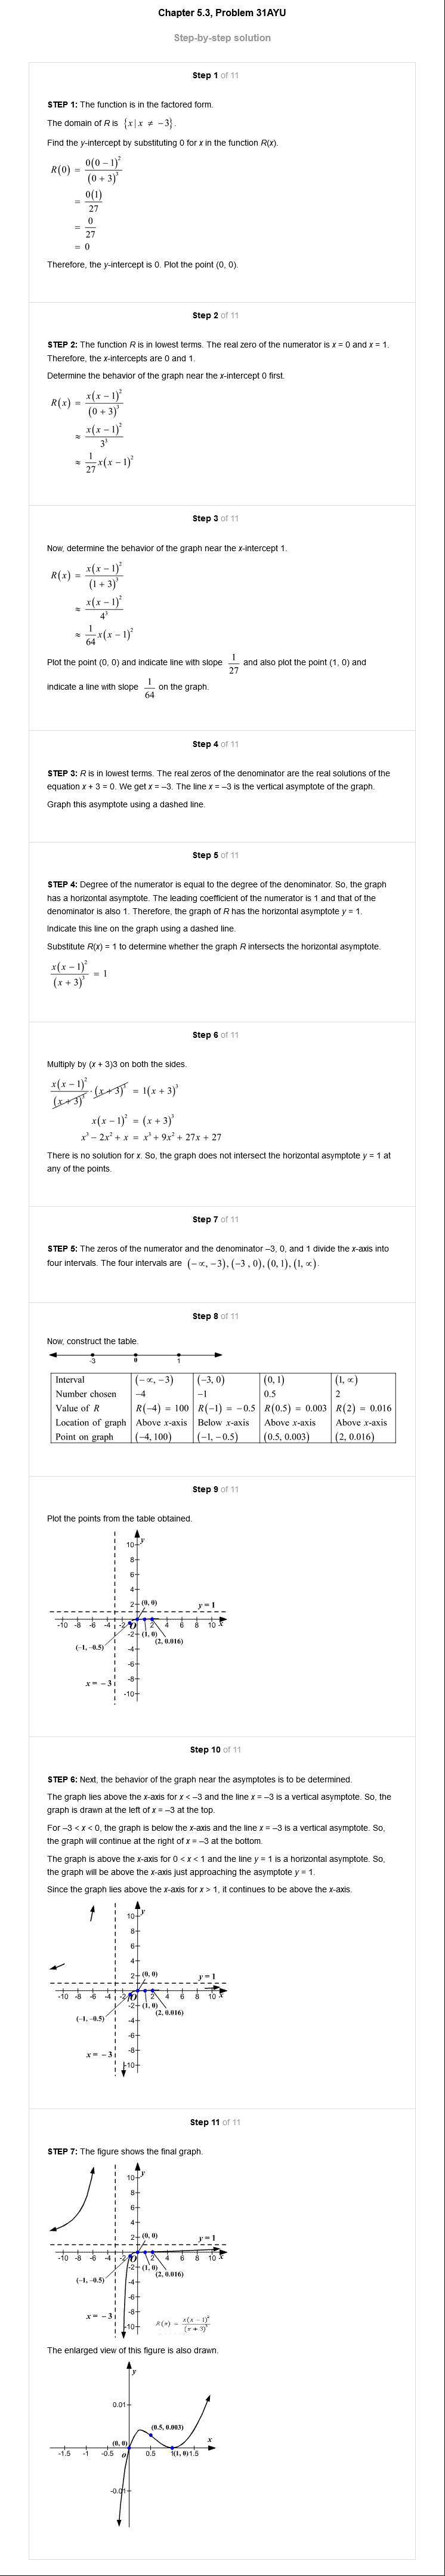 Chapter 5.3, Problem 31AYU
Step-by-step solution
Step 1 of 11
STEP 1: The function is in the factored form.
The domain of R is {x | x ≠ −3}.
Find the y-intercept by substituting 0 for x in the function R(x).
R(0) = 0(0 − 1)² / (0 + 3)³
= 0(1) / 27
= 0 / 27
= 0
Therefore, the y-intercept is 0. Plot the point (0, 0).
Step 2 of 11
STEP 2: The function R is in lowest terms. The real zero of the numerator is x = 0 and x = 1.
Therefore, the x-intercepts are 0 and 1.
Determine the behavior of the graph near the x-intercept 0 first.
R(x) = x(x − 1)² / (0 + 3)³
≈ x(x − 1)² / 3³
≈ 1/27 x(x − 1)²
Step 3 of 11
Now, determine the behavior of the graph near the x-intercept 1.
R(x) = x(x − 1)² / (1 + 3)³
≈ x(x − 1)² / 4³
≈ 1/64 x(x − 1)²
Plot the point (0, 0) and indicate line with slope 1/27 and also plot the point (1, 0) and
indicate a line with slope 1/64 on the graph.
Step 4 of 11
STEP 3: R is in lowest terms. The real zeros of the denominator are the real solutions of the
equation x + 3 = 0. We get x = –3. The line x = –3 is the vertical asymptote of the graph.
Graph this asymptote using a dashed line.
Step 5 of 11
STEP 4: Degree of the numerator is equal to the degree of the denominator. So, the graph
has a horizontal asymptote. The leading coefficient of the numerator is 1 and that of the
denominator is also 1. Therefore, the graph of R has the horizontal asymptote y = 1.
Indicate this line on the graph using a dashed line.
Substitute R(x) = 1 to determine whether the graph R intersects the horizontal asymptote.
x(x − 1)² / (x + 3)³ = 1
Step 6 of 11
Multiply by (x + 3)3 on both the sides.
x(x − 1)² / (x + 3)³ · (x + 3)³ = 1(x + 3)³
x(x − 1)² = (x + 3)³
x³ − 2x² + x = x³ + 9x² + 27x + 27
There is no solution for x. So, the graph does not intersect the horizontal asymptote y = 1 at
any of the points.
Step 7 of 11
STEP 5: The zeros of the numerator and the denominator –3, 0, and 1 divide the x-axis into
four intervals. The four intervals are (−∞, −3), (−3 , 0), (0, 1), (1, ∞).
Step 8 of 11
Now, construct the table.
-3 0 1
Interval (−∞, −3) (−3, 0) (0, 1) (1, ∞)
Number chosen −4 −1 0.5 2
Value of R R(−4) = 100 R(−1) = −0.5 R(0.5) = 0.003 R(2) = 0.016
Location of graph Above x-axis Below x-axis Above x-axis Above x-axis
Point on graph (−4, 100) (−1, −0.5) (0.5, 0.003) (2, 0.016)
Step 9 of 11
Plot the points from the table obtained.
y
10
8
6
4
2
(0, 0)
y = 1
-10 -8 -6 -4 -2 O 2 4 6 8 10 x
-2
(1, 0)
(2, 0.016)
(−1, −0.5)
-4
-6
-8
x = − 3
-10
Step 10 of 11
STEP 6: Next, the behavior of the graph near the asymptotes is to be determined.
The graph lies above the x-axis for x < –3 and the line x = –3 is a vertical asymptote. So, the
graph is drawn at the left of x = –3 at the top.
For –3 < x < 0, the graph is below the x-axis and the line x = –3 is a vertical asymptote. So,
the graph will continue at the right of x = –3 at the bottom.
The graph is above the x-axis for 0 < x < 1 and the line y = 1 is a horizontal asymptote. So,
the graph will be above the x-axis just approaching the asymptote y = 1.
Since the graph lies above the x-axis for x > 1, it continues to be above the x-axis.
y
10
8
6
4
2
(0, 0)
y = 1
-10 -8 -6 -4 -2 O 2 4 6 8 10 x
-2
(1, 0)
(2, 0.016)
(−1, −0.5)
-4
-6
-8
x = − 3
-10
Step 11 of 11
STEP 7: The figure shows the final graph.
y
10
8
6
4
2
(0, 0)
y = 1
-10 -8 -6 -4 -2 O 2 4 6 8 10 x
-2
(1, 0)
(2, 0.016)
(−1, −0.5)
-4
-6
-8
x = − 3
-10
R(x) = x(x − 1)² / (x + 3)³
The enlarged view of this figure is also drawn.
y
0.01
(0.5, 0.003)
(0, 0)
x
-1.5 -1 -0.5 O 0.5 1 (1, 0) 1.5
-0.01